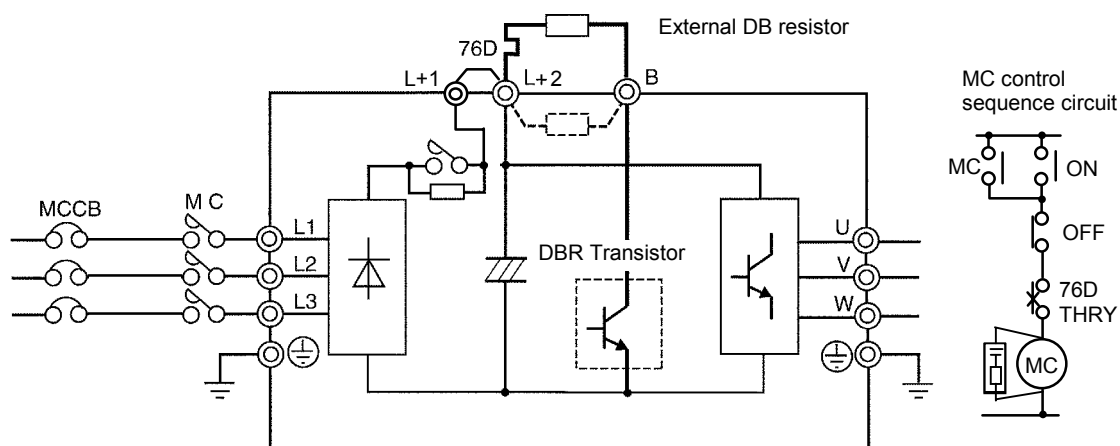 External DB resistor
76D
L+1
L+2
B
MC control
sequence circuit
MC
ON
MCCB
M C
L1
U
OFF
DBR Transistor
L2
V
76D
THRY
L3
W
MC